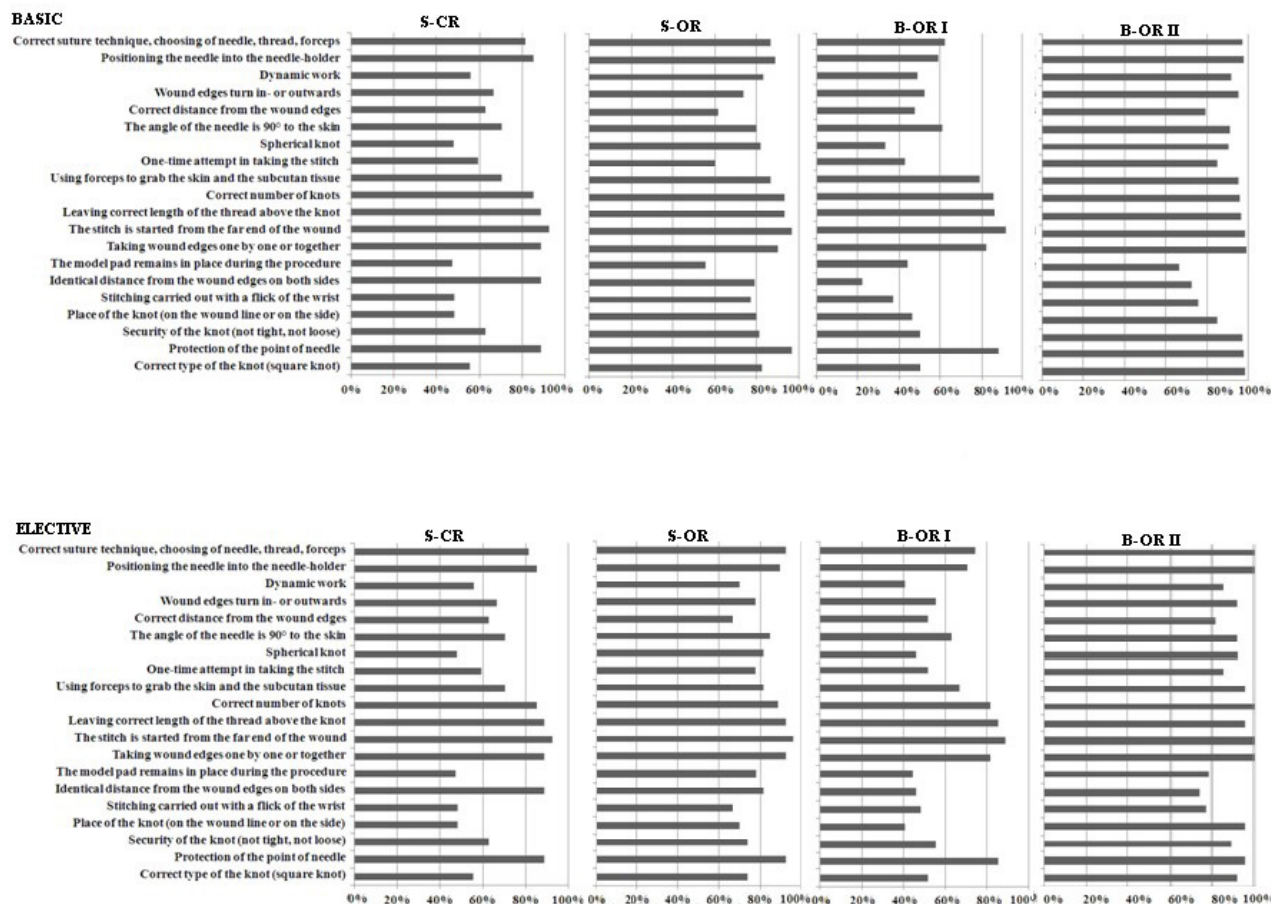 BASIC
S-CR S-OR B-OR I B-OR II
Correct suture technique, choosing of needle, thread, forceps
Positioning the needle into the needle-holder
Dynamic work
Wound edges turn in- or outwards
Correct distance from the wound edges
The angle of the needle is 90° to the skin
Spherical knot
One-time attempt in taking the stitch
Using forceps to grab the skin and the subcutan tissue
Correct number of knots
Leaving correct length of the thread above the knot
The stitch is started from the far end of the wound
Taking wound edges one by one or together
The model pad remains in place during the procedure
Identical distance from the wound edges on both sides
Stitching carried out with a flick of the wrist
Place of the knot (on the wound line or on the side)
Security of the knot (not tight, not loose)
Protection of the point of needle
Correct type of the knot (square knot)
0% 20% 40% 60% 80% 100% 0% 20% 40% 60% 80% 100% 0% 20% 40% 60% 80% 100% 0% 20% 40% 60% 80% 100%
ELECTIVE
S-CR S-OR B-OR I B-OR II
Correct suture technique, choosing of needle, thread, forceps
Positioning the needle into the needle-holder
Dynamic work
Wound edges turn in- or outwards
Correct distance from the wound edges
The angle of the needle is 90° to the skin
Spherical knot
One-time attempt in taking the stitch
Using forceps to grab the skin and the subcutan tissue
Correct number of knots
Leaving correct length of the thread above the knot
The stitch is started from the far end of the wound
Taking wound edges one by one or together
The model pad remains in place during the procedure
Identical distance from the wound edges on both sides
Stitching carried out with a flick of the wrist
Place of the knot (on the wound line or on the side)
Security of the knot (not tight, not loose)
Protection of the point of needle
Correct type of the knot (square knot)
0% 20% 40% 60% 80% 100% 0% 20% 40% 60% 80% 100% 0% 20% 40% 60% 80% 100% 0% 20% 40% 60% 80% 100%